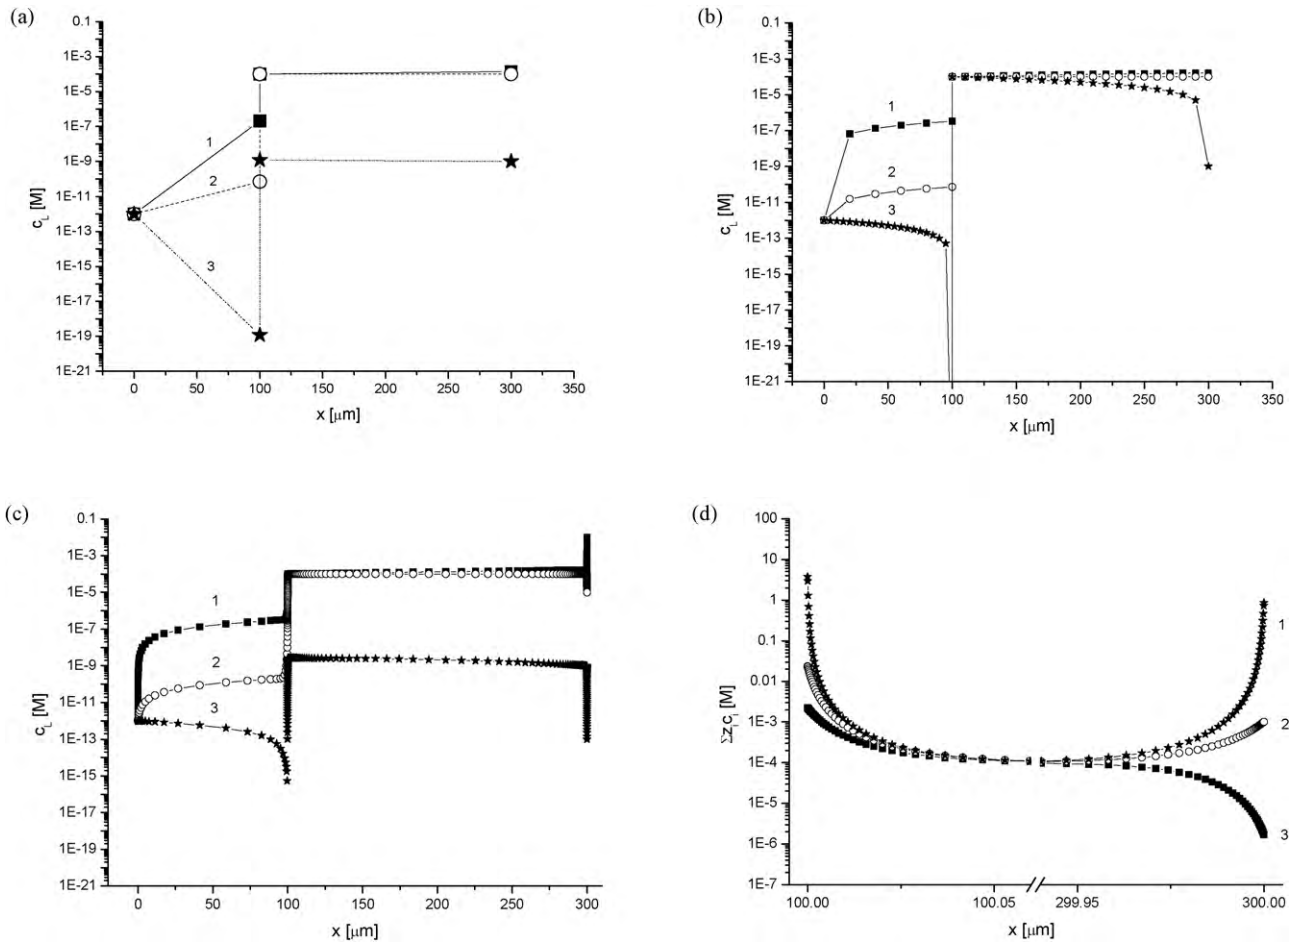 (a)
0.1
1E-3
1E-5
1E-7
1E-9
1E-11
1E-13
1E-15
1E-17
1E-19
1E-21
c_L [M]
1
2
3
0 50 100 150 200 250 300 350
x [μm]
(b)
0.1
1E-3
1E-5
1E-7
1E-9
1E-11
1E-13
1E-15
1E-17
1E-19
1E-21
c_L [M]
1
2
3
0 50 100 150 200 250 300 350
x [μm]
(c)
0.1
1E-3
1E-5
1E-7
1E-9
1E-11
1E-13
1E-15
1E-17
1E-19
1E-21
c_L [M]
1
2
3
0 50 100 150 200 250 300
x [μm]
(d)
100
10
1
0.1
0.01
1E-3
1E-4
1E-5
1E-6
1E-7
Σz_i c_i [M]
1
2
3
100.00 100.05 299.95 300.00
x [μm]